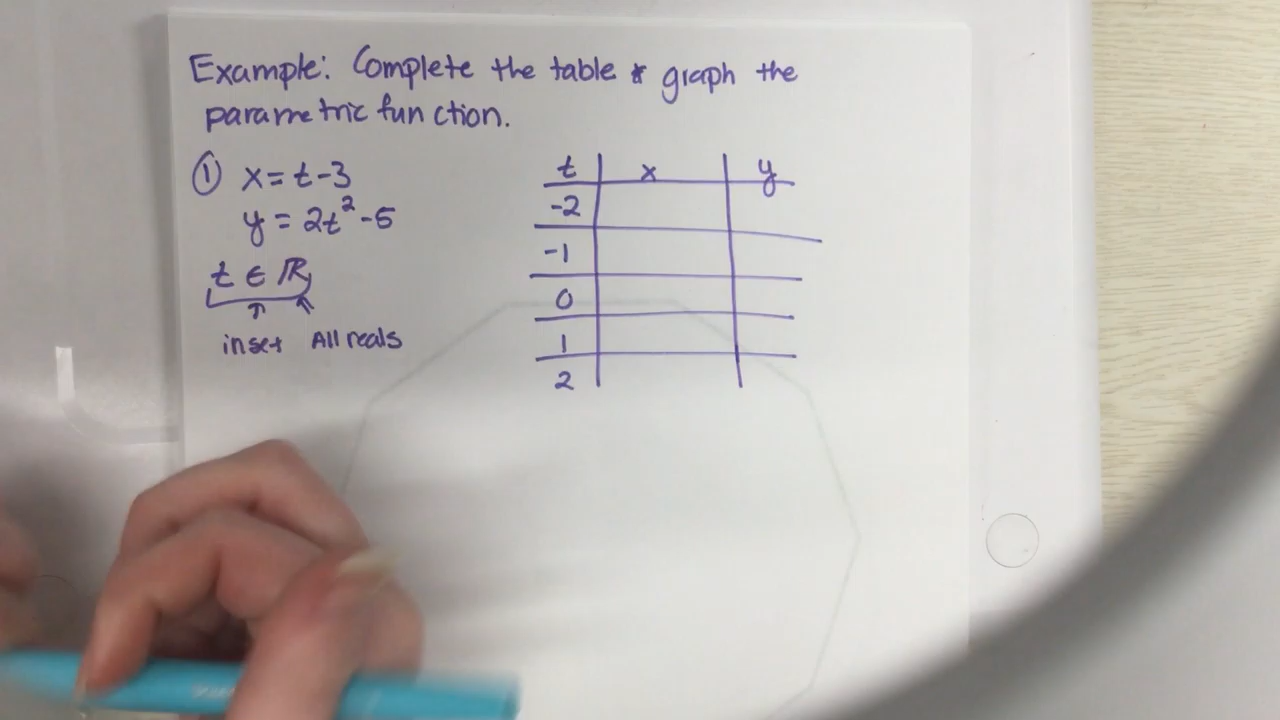 Example: Complete the table & graph the
parametric function.
① x = t-3
y = 2t² -5
t ∈ ℝ
↑ ↖
in set All reals
t x y
-2
-1
0
1
2